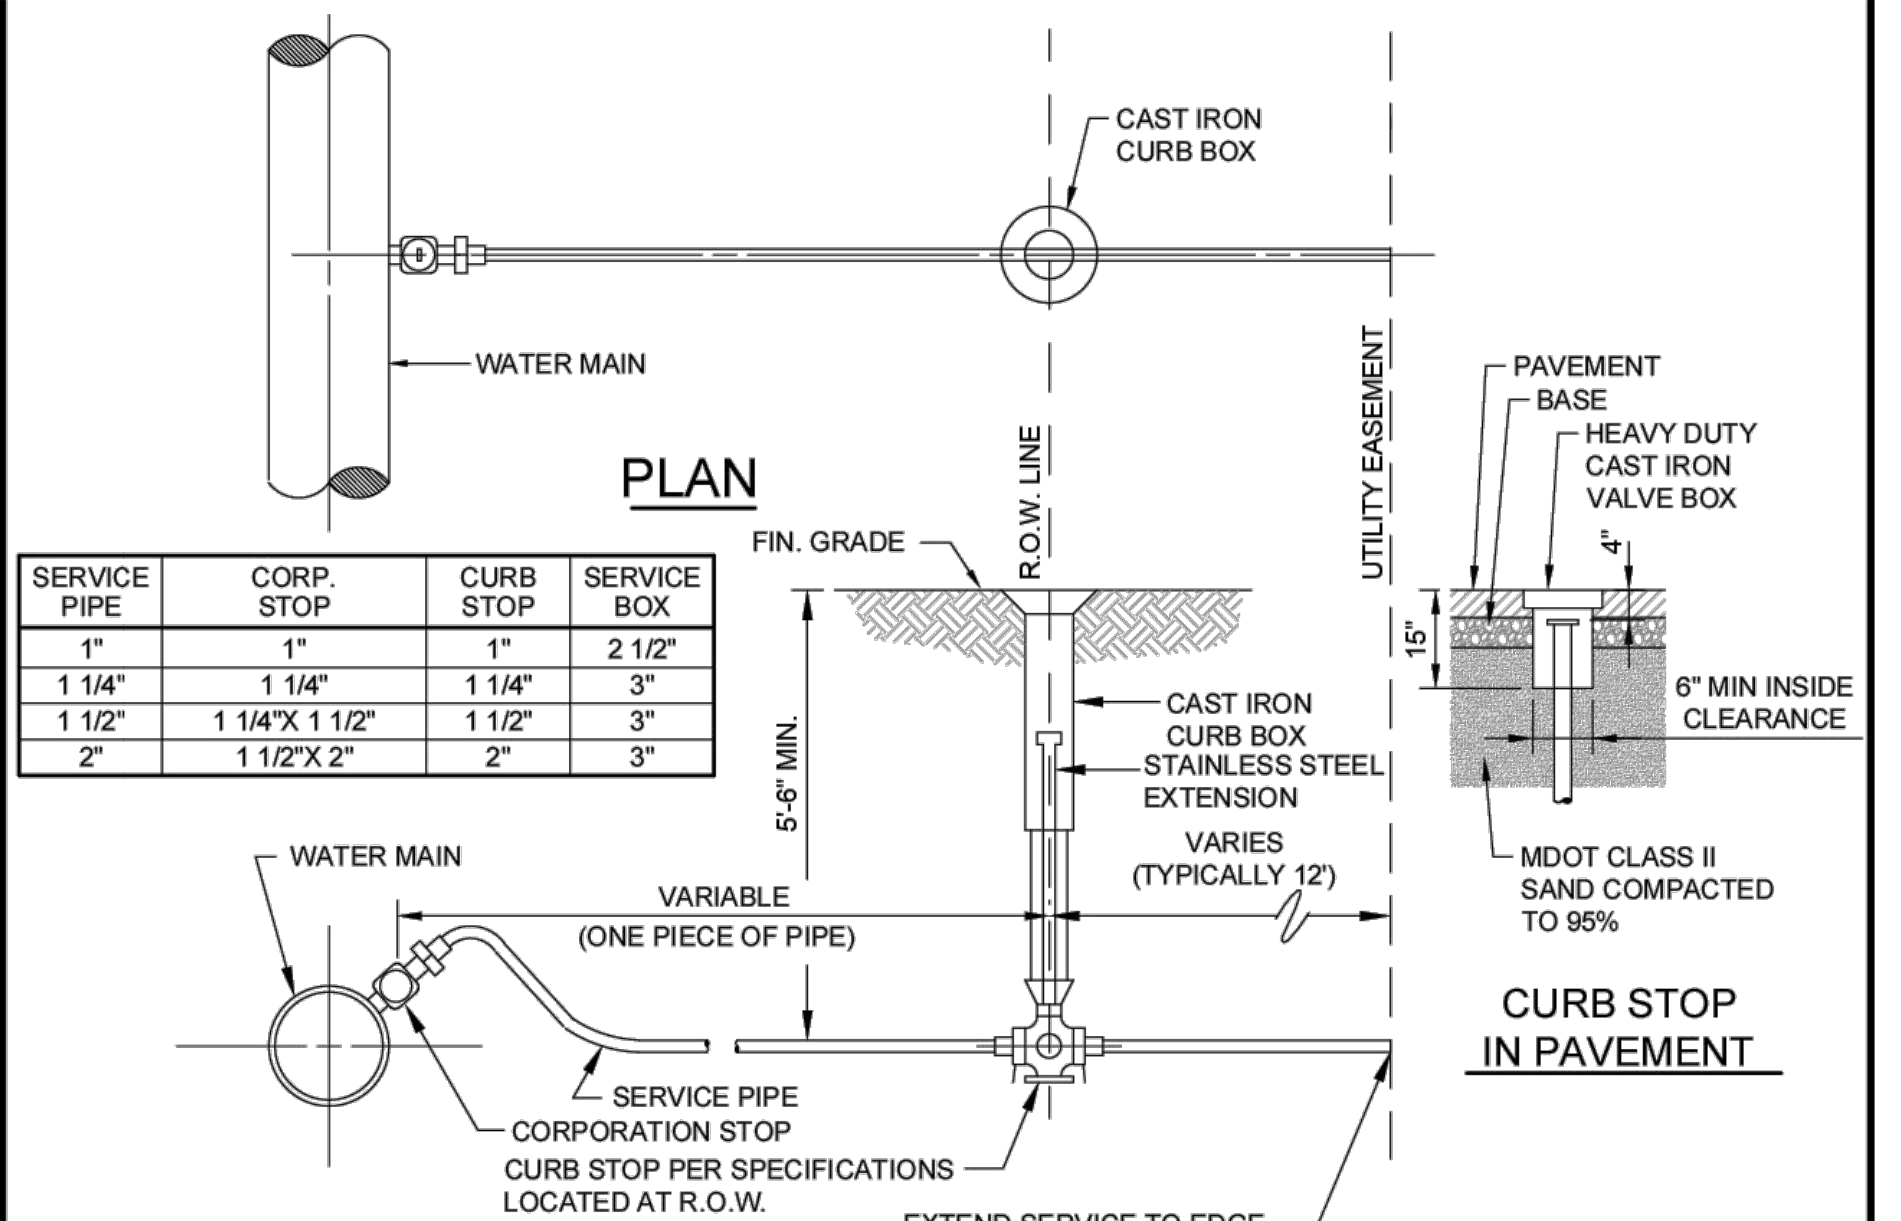 CAST IRON
CURB BOX
WATER MAIN
PLAN
R.O.W. LINE
UTILITY EASEMENT
PAVEMENT
BASE
HEAVY DUTY
CAST IRON
VALVE BOX
4"
15"
6" MIN INSIDE
CLEARANCE
MDOT CLASS II
SAND COMPACTED
TO 95%
CURB STOP
IN PAVEMENT
SERVICE PIPE CORP. STOP CURB STOP SERVICE BOX
1" 1" 1" 2 1/2"
1 1/4" 1 1/4" 1 1/4" 3"
1 1/2" 1 1/4"X 1 1/2" 1 1/2" 3"
2" 1 1/2"X 2" 2" 3"
FIN. GRADE
5'-6" MIN.
CAST IRON
CURB BOX
STAINLESS STEEL
EXTENSION
VARIES
(TYPICALLY 12')
WATER MAIN
VARIABLE
(ONE PIECE OF PIPE)
SERVICE PIPE
CORPORATION STOP
CURB STOP PER SPECIFICATIONS
LOCATED AT R.O.W.
EXTEND SERVICE TO EDGE